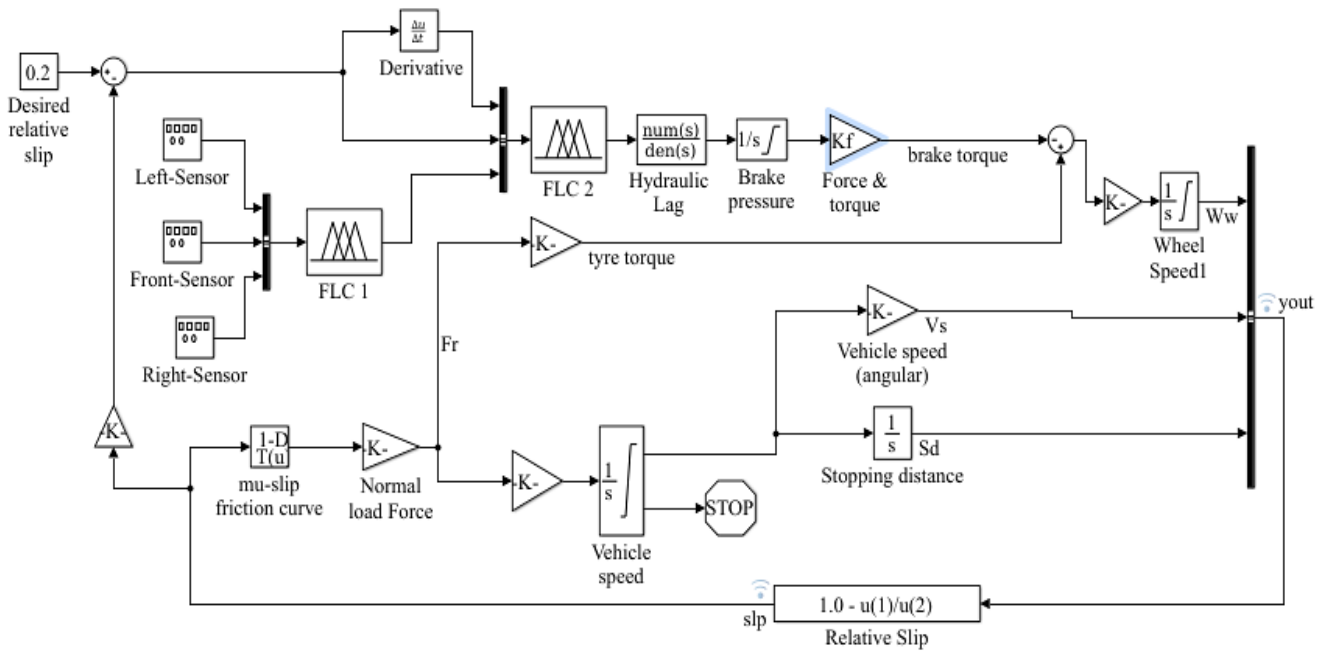 Δu
Δt
Derivative
0.2
+
-
Desired
relative
slip
Left-Sensor
Front-Sensor
Right-Sensor
FLC 1
FLC 2
num(s)
den(s)
Hydraulic
Lag
1/s
Brake
pressure
Kf
Force &
torque
brake torque
-
+
K-
1
s
Ww
Wheel
Speed1
-K-
tyre torque
Fr
-K-
Vs
Vehicle speed
(angular)
yout
1
s
Sd
Stopping distance
-K-
1-D
T(u)
mu-slip
friction curve
-K-
Normal
load Force
-K-
1
s
Vehicle
speed
STOP
slp
1.0 - u(1)/u(2)
Relative Slip